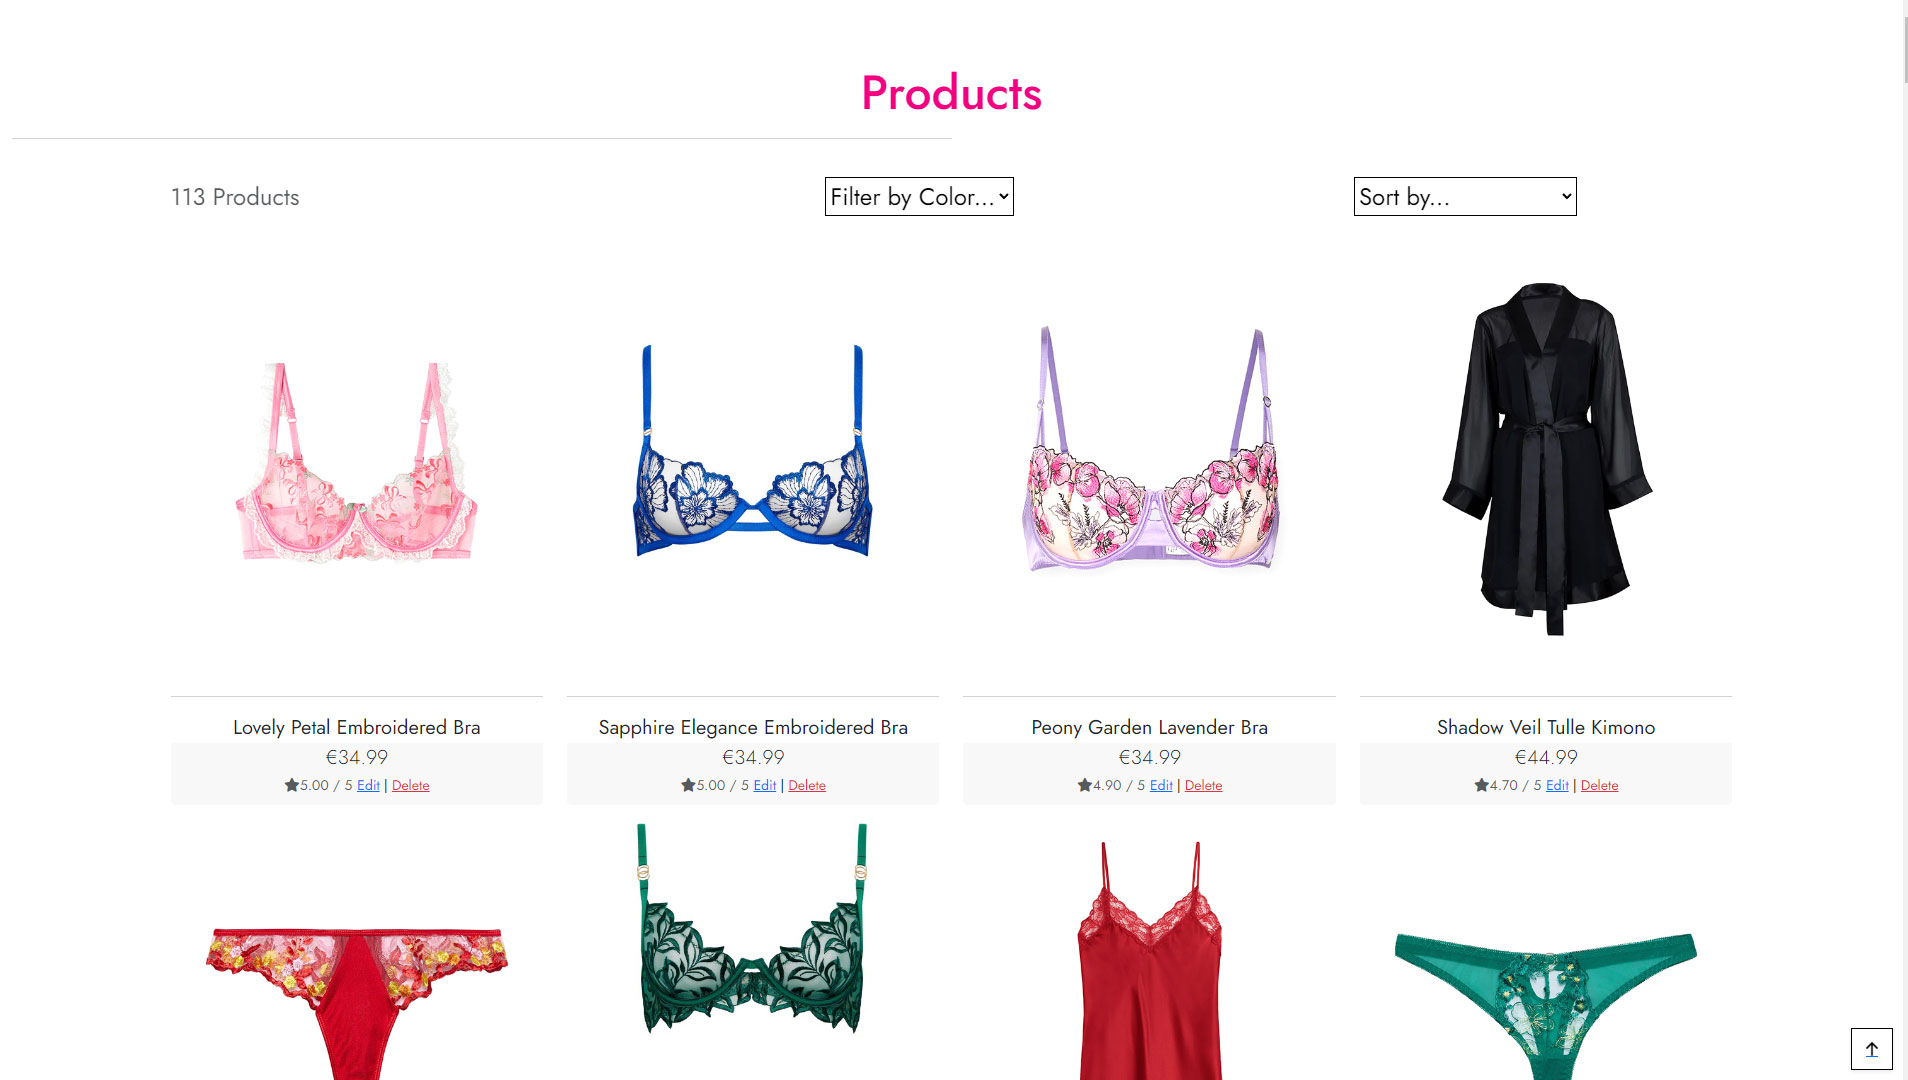 Products
113 Products
Filter by Color...
Sort by...
Lovely Petal Embroidered Bra
€34.99
5.00 / 5 Edit | Delete
Sapphire Elegance Embroidered Bra
€34.99
5.00 / 5 Edit | Delete
Peony Garden Lavender Bra
€34.99
4.90 / 5 Edit | Delete
Shadow Veil Tulle Kimono
€44.99
4.70 / 5 Edit | Delete